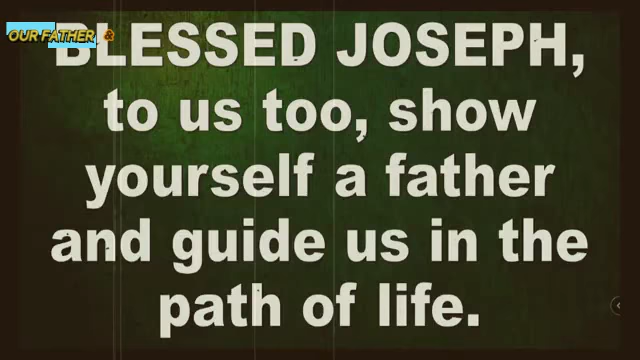 OUR FATHER &
BLESSED JOSEPH,
to us too, show
yourself a father
and guide us in the
path of life.